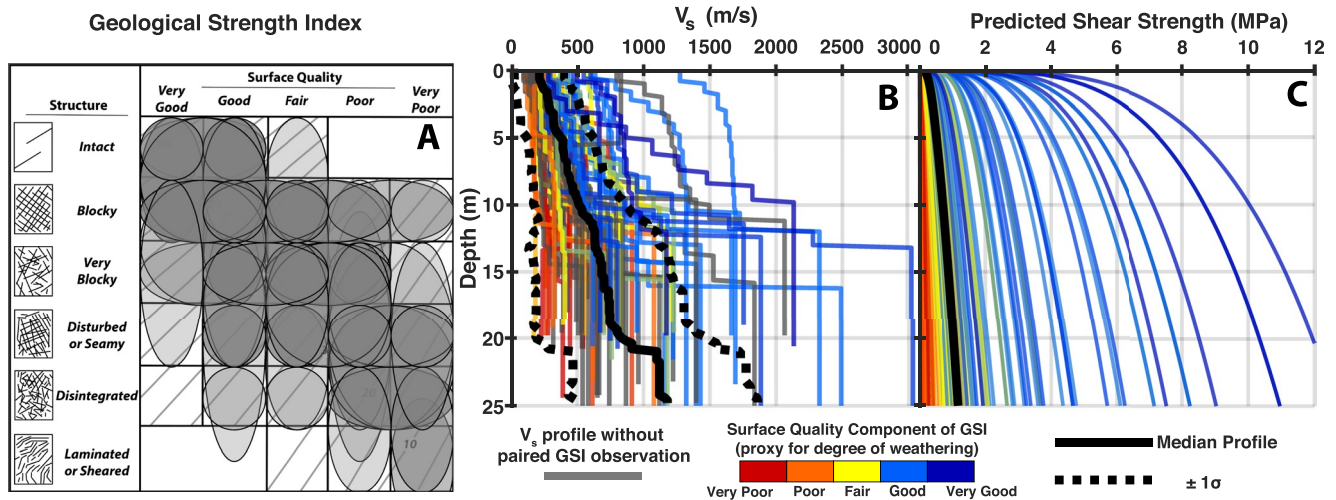 Geological Strength Index
Structure
Surface Quality
Very
Good
Good
Fair
Poor
Very
Poor
A
Intact
Blocky
Very
Blocky
Disturbed
or Seamy
Disintegrated
Laminated
or Sheared
20
10
Vs (m/s)
0 500 1000 1500 2000 3000
Depth (m)
0
5
10
15
20
25
B
Predicted Shear Strength (MPa)
0 2 4 6 8 10 12
C
Vs profile without
paired GSI observation
Surface Quality Component of GSI
(proxy for degree of weathering)
Very Poor Poor Fair Good Very Good
Median Profile
± 1σ